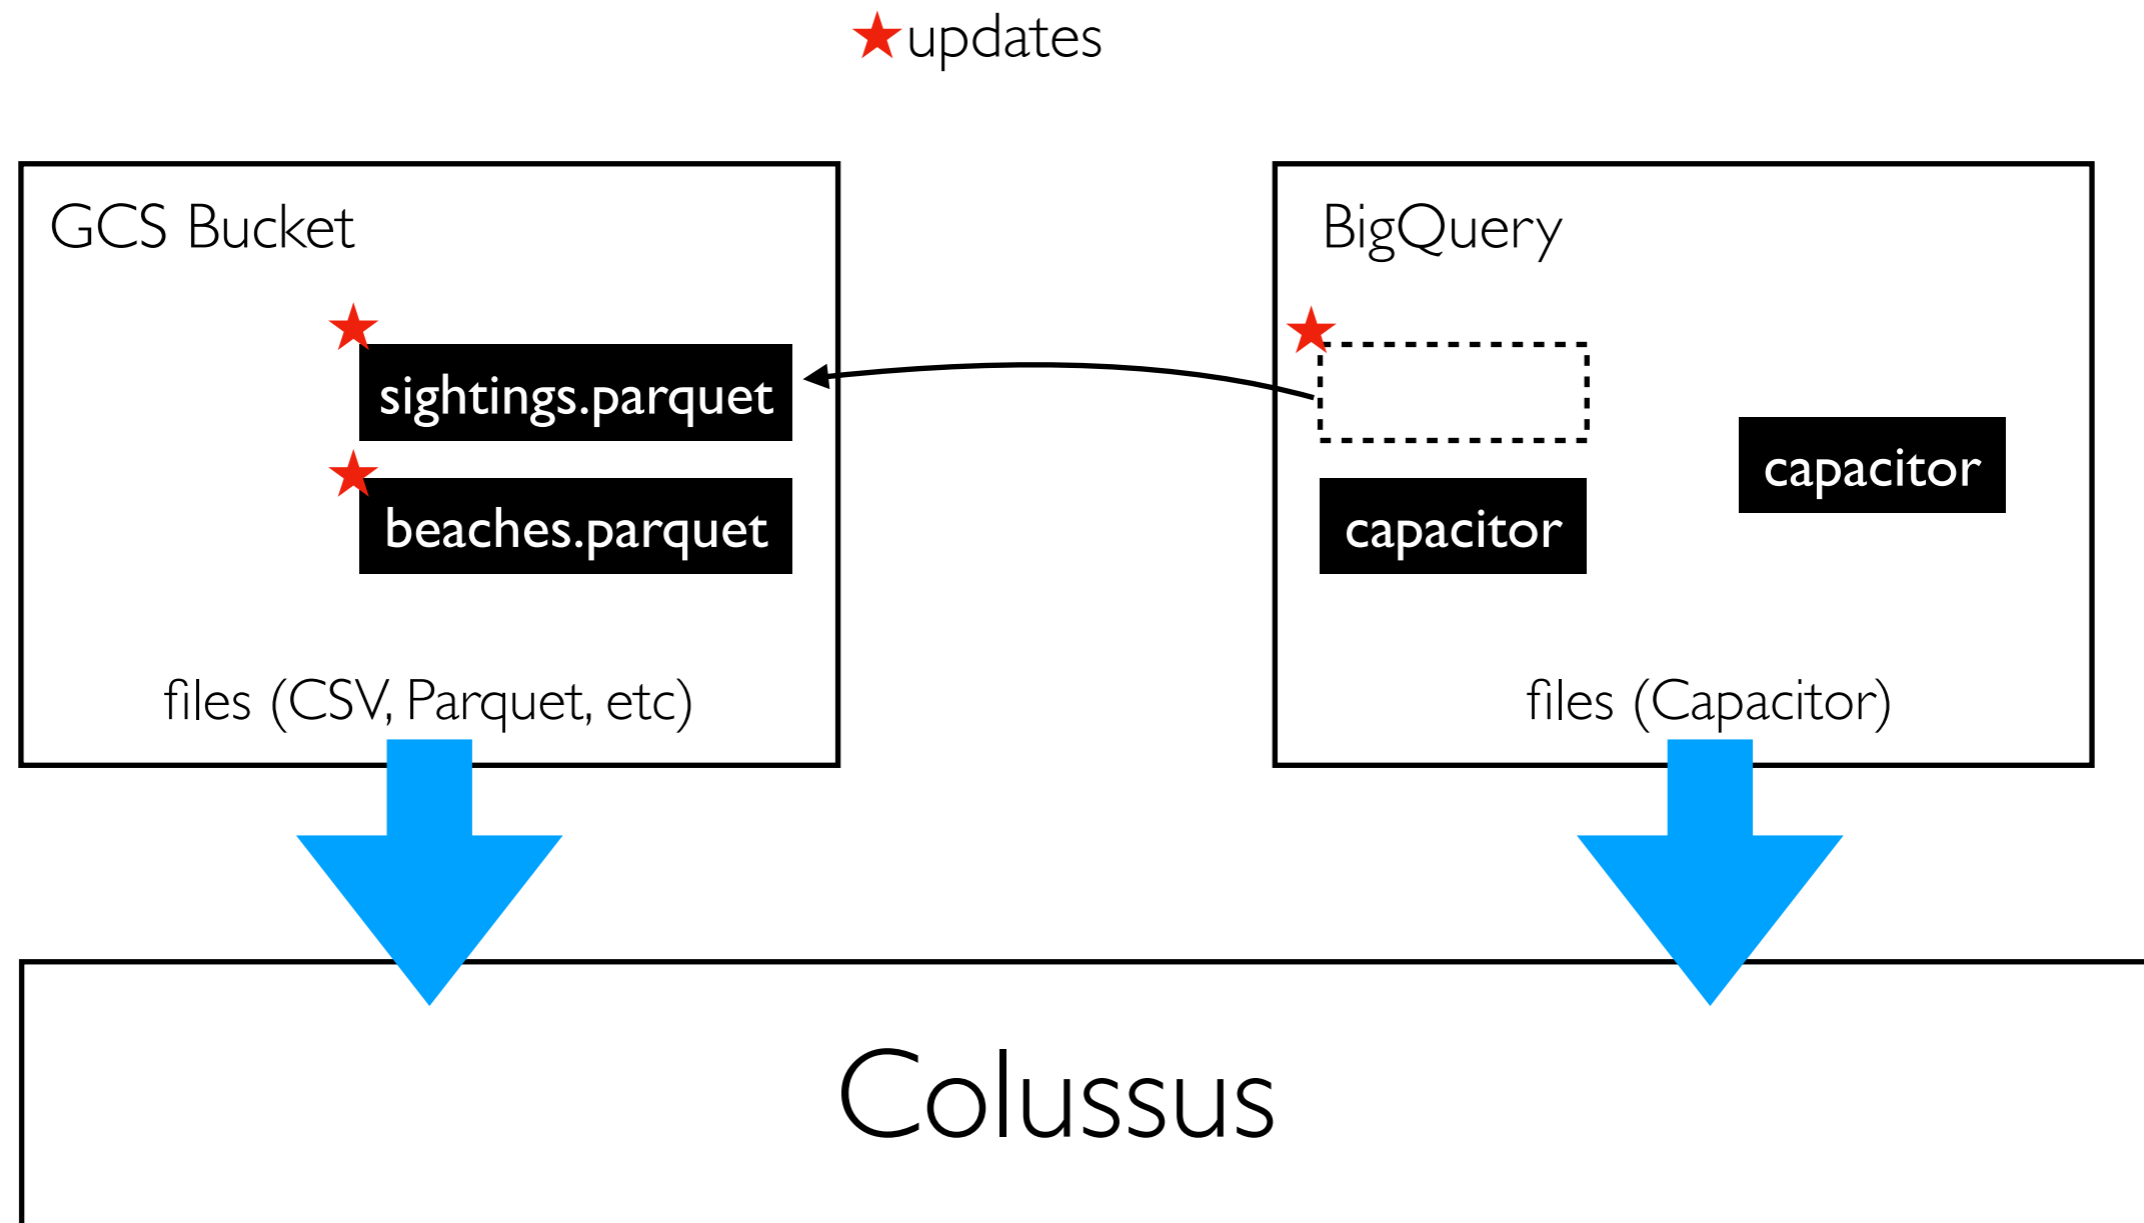 updates
GCS Bucket
sightings.parquet
beaches.parquet
files (CSV, Parquet, etc)
BigQuery
capacitor
capacitor
files (Capacitor)
Colussus